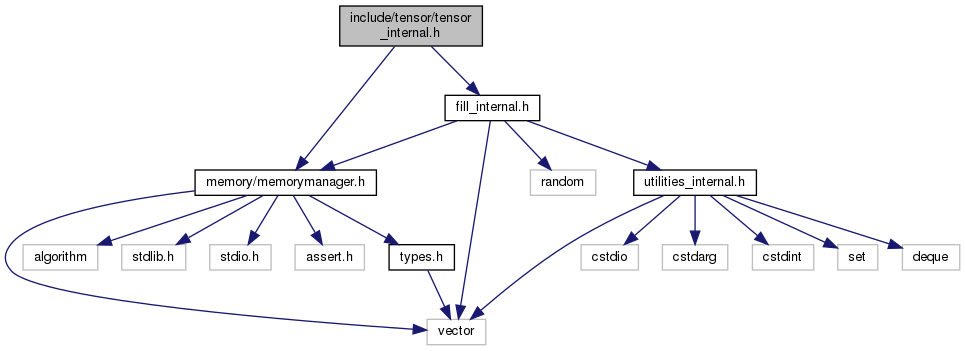 include/tensor/tensor
_internal.h
fill_internal.h
memory/memorymanager.h
random
utilities_internal.h
algorithm
stdlib.h
stdio.h
assert.h
types.h
cstdio
cstdarg
cstdint
set
deque
vector